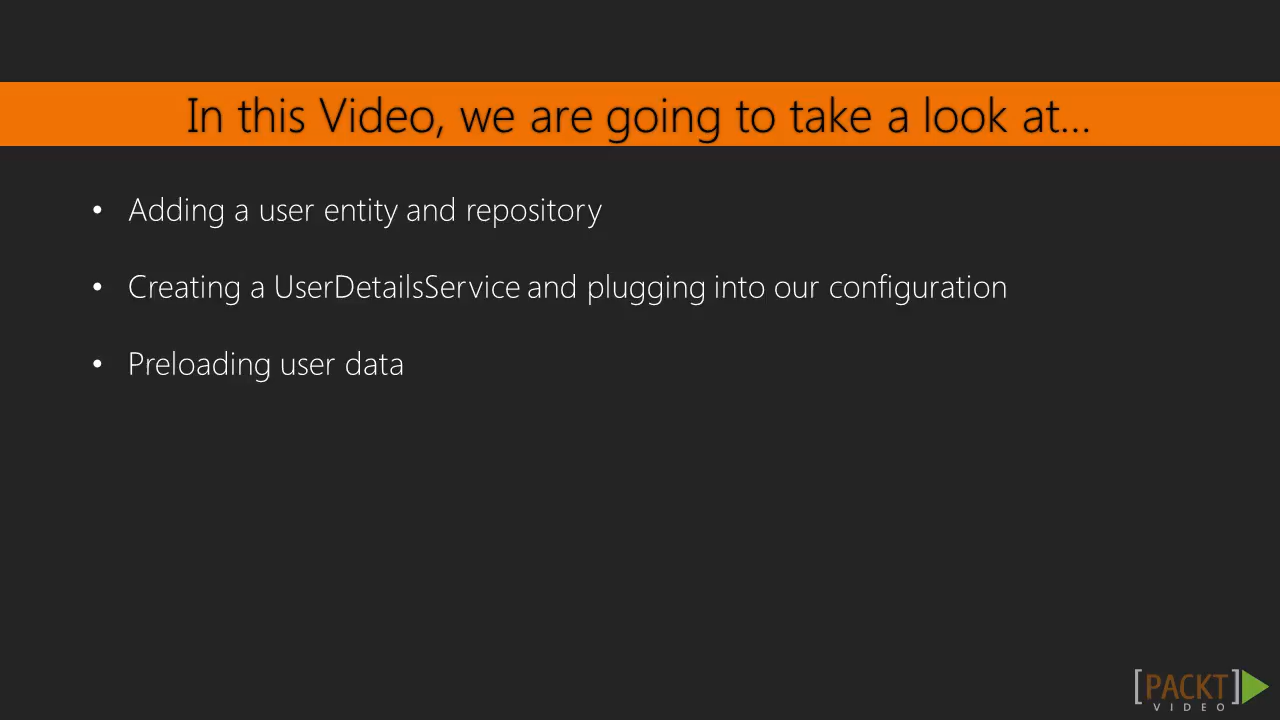 In this Video, we are going to take a look at...
• Adding a user entity and repository
• Creating a UserDetailsService and plugging into our configuration
• Preloading user data
[PACKT]
VIDEO